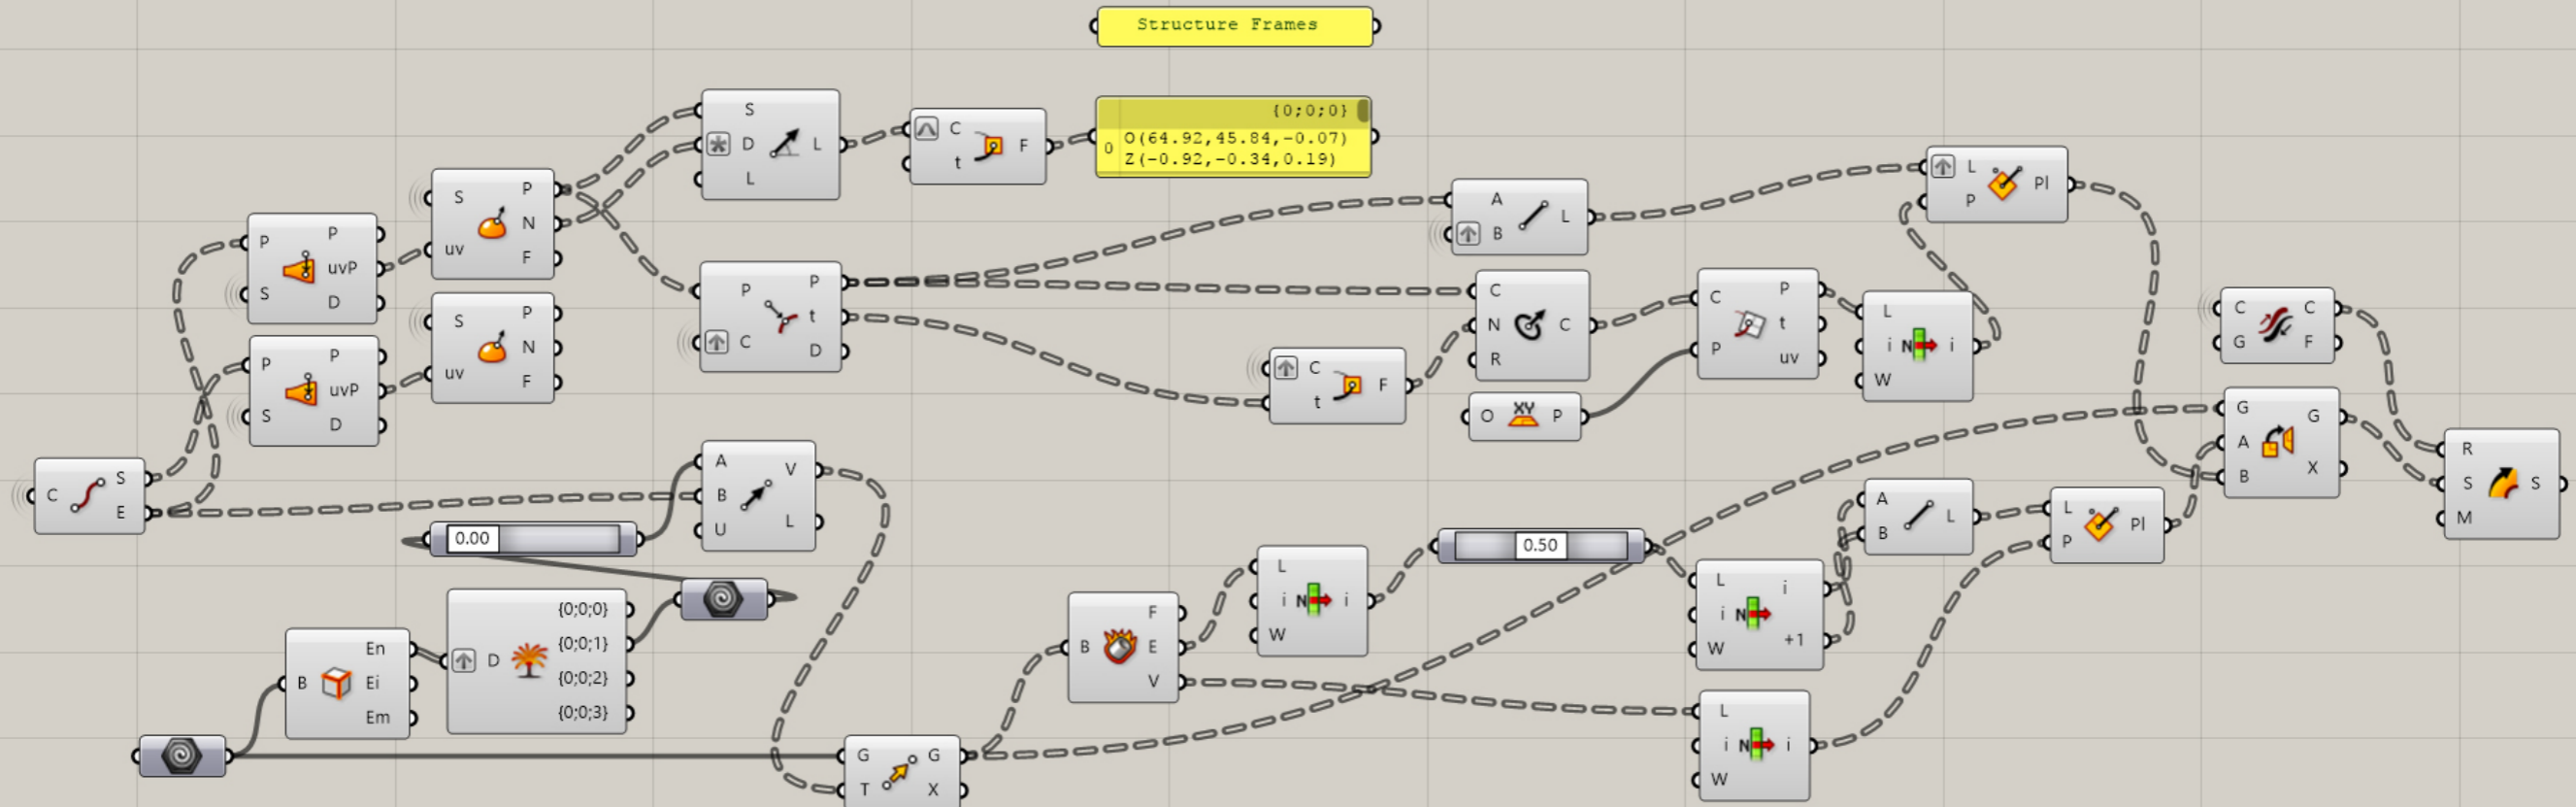 Structure Frames
S
D L
L
C F
t
{0;0;0}
0
O(64.92,45.84,-0.07)
Z(-0.92,-0.34,0.19)
S P
N
uv F
P P
uvP
S D
S P
N
uv F
P P
uvP
S D
C S
E
P P
t
C D
A L
B
L Pl
P
C
N C
R
C P
t
P uv
L
i N i
W
C F
t
O XY P
C C
G F
G G
A
B X
R
S S
M
A V
B
U L
0.00
0.50
A L
B
L Pl
P
L i
i N
W +1
L
i N i
W
F
B E
V
L
i N i
W
{0;0;0}
{0;0;1}
D
{0;0;2}
{0;0;3}
En
B Ei
Em
G G
T X